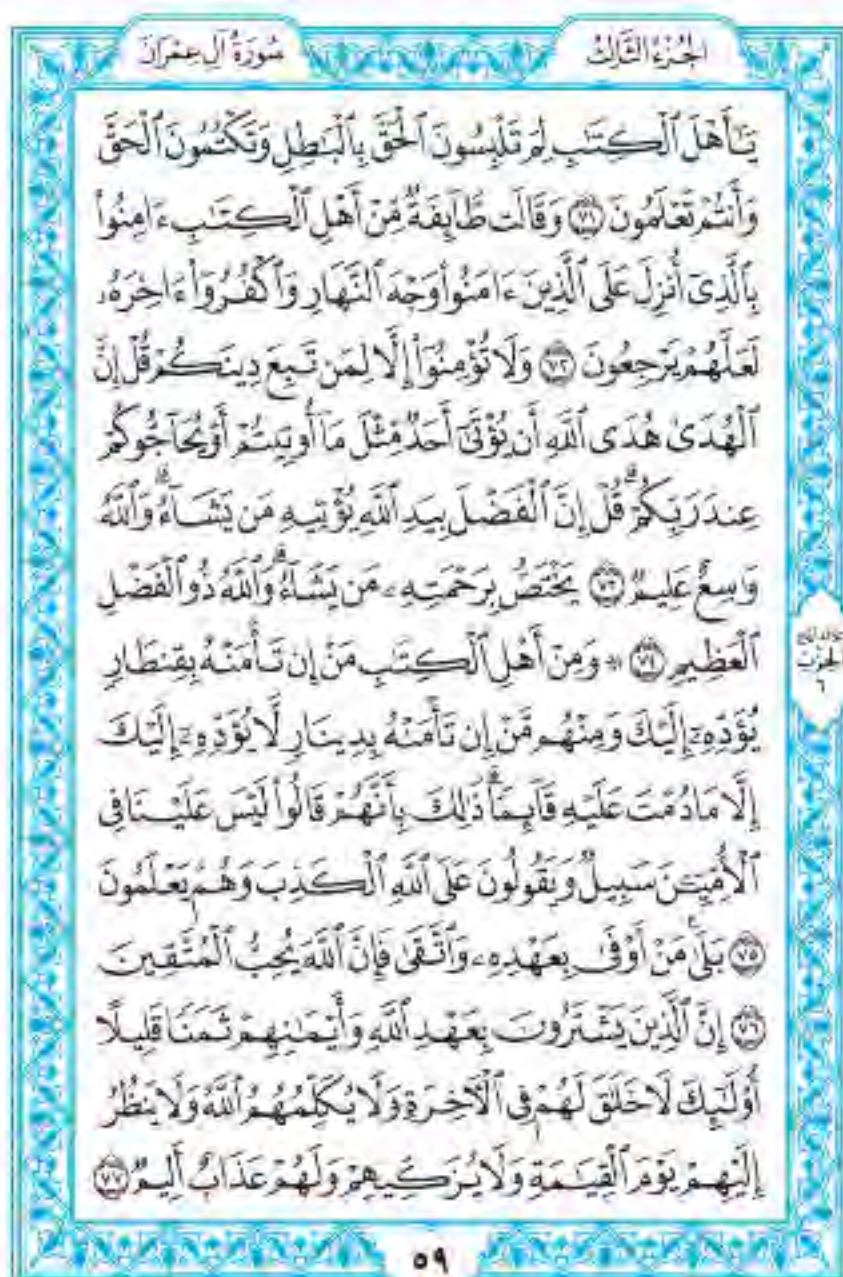 الجُزْءُ الثَّالِثُ
سُورَةُ آلِ عِمْرَانَ
يَٰٓأَهْلَ ٱلْكِتَٰبِ لِمَ تَلْبِسُونَ ٱلْحَقَّ بِٱلْبَٰطِلِ وَتَكْتُمُونَ ٱلْحَقَّ
وَأَنتُمْ تَعْلَمُونَ ٧١ وَقَالَت طَّآئِفَةٌ مِّنْ أَهْلِ ٱلْكِتَٰبِ ءَامِنُوا۟
بِٱلَّذِىٓ أُنزِلَ عَلَى ٱلَّذِينَ ءَامَنُوا۟ وَجْهَ ٱلنَّهَارِ وَٱكْفُرُوٓا۟ ءَاخِرَهُۥ
لَعَلَّهُمْ يَرْجِعُونَ ٧٢ وَلَا تُؤْمِنُوٓا۟ إِلَّا لِمَن تَبِعَ دِينَكُمْ قُلْ إِنَّ
ٱلْهُدَىٰ هُدَى ٱللَّهِ أَن يُؤْتَىٰٓ أَحَدٌ مِّثْلَ مَآ أُوتِيتُمْ أَوْ يُحَآجُّوكُمْ
عِندَ رَبِّكُمْ ۗ قُلْ إِنَّ ٱلْفَضْلَ بِيَدِ ٱللَّهِ يُؤْتِيهِ مَن يَشَآءُ ۗ وَٱللَّهُ
وَٰسِعٌ عَلِيمٌ ٧٣ يَخْتَصُّ بِرَحْمَتِهِۦ مَن يَشَآءُ ۗ وَٱللَّهُ ذُو ٱلْفَضْلِ
ٱلْعَظِيمِ ٧٤ ۞ وَمِنْ أَهْلِ ٱلْكِتَٰبِ مَنْ إِن تَأْمَنْهُ بِقِنطَارٍ
يُؤَدِّهِۦٓ إِلَيْكَ وَمِنْهُم مَّنْ إِن تَأْمَنْهُ بِدِينَارٍ لَّا يُؤَدِّهِۦٓ إِلَيْكَ
إِلَّا مَا دُمْتَ عَلَيْهِ قَآئِمًا ۗ ذَٰلِكَ بِأَنَّهُمْ قَالُوا۟ لَيْسَ عَلَيْنَا فِى
ٱلْأُمِّيِّۦنَ سَبِيلٌ وَيَقُولُونَ عَلَى ٱللَّهِ ٱلْكَذِبَ وَهُمْ يَعْلَمُونَ
٧٥ بَلَىٰ مَنْ أَوْفَىٰ بِعَهْدِهِۦ وَٱتَّقَىٰ فَإِنَّ ٱللَّهَ يُحِبُّ ٱلْمُتَّقِينَ
٧٦ إِنَّ ٱلَّذِينَ يَشْتَرُونَ بِعَهْدِ ٱللَّهِ وَأَيْمَٰنِهِمْ ثَمَنًا قَلِيلًا
أُو۟لَٰٓئِكَ لَا خَلَٰقَ لَهُمْ فِى ٱلْءَاخِرَةِ وَلَا يُكَلِّمُهُمُ ٱللَّهُ وَلَا يَنظُرُ
إِلَيْهِمْ يَوْمَ ٱلْقِيَٰمَةِ وَلَا يُزَكِّيهِمْ وَلَهُمْ عَذَابٌ أَلِيمٌ ٧٧
الحِزْب
٦
٥٩